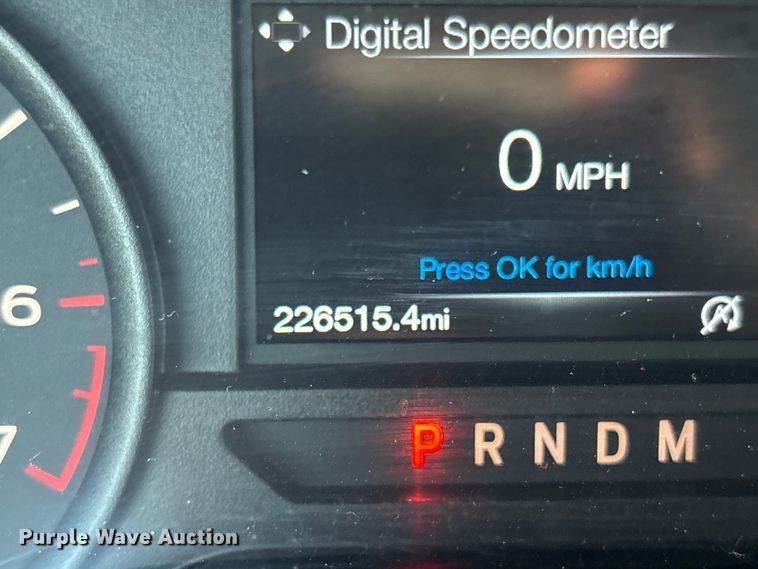 Digital Speedometer
0 MPH
Press OK for km/h
226515.4mi
6
7
P R N D M
Purple Wave Auction